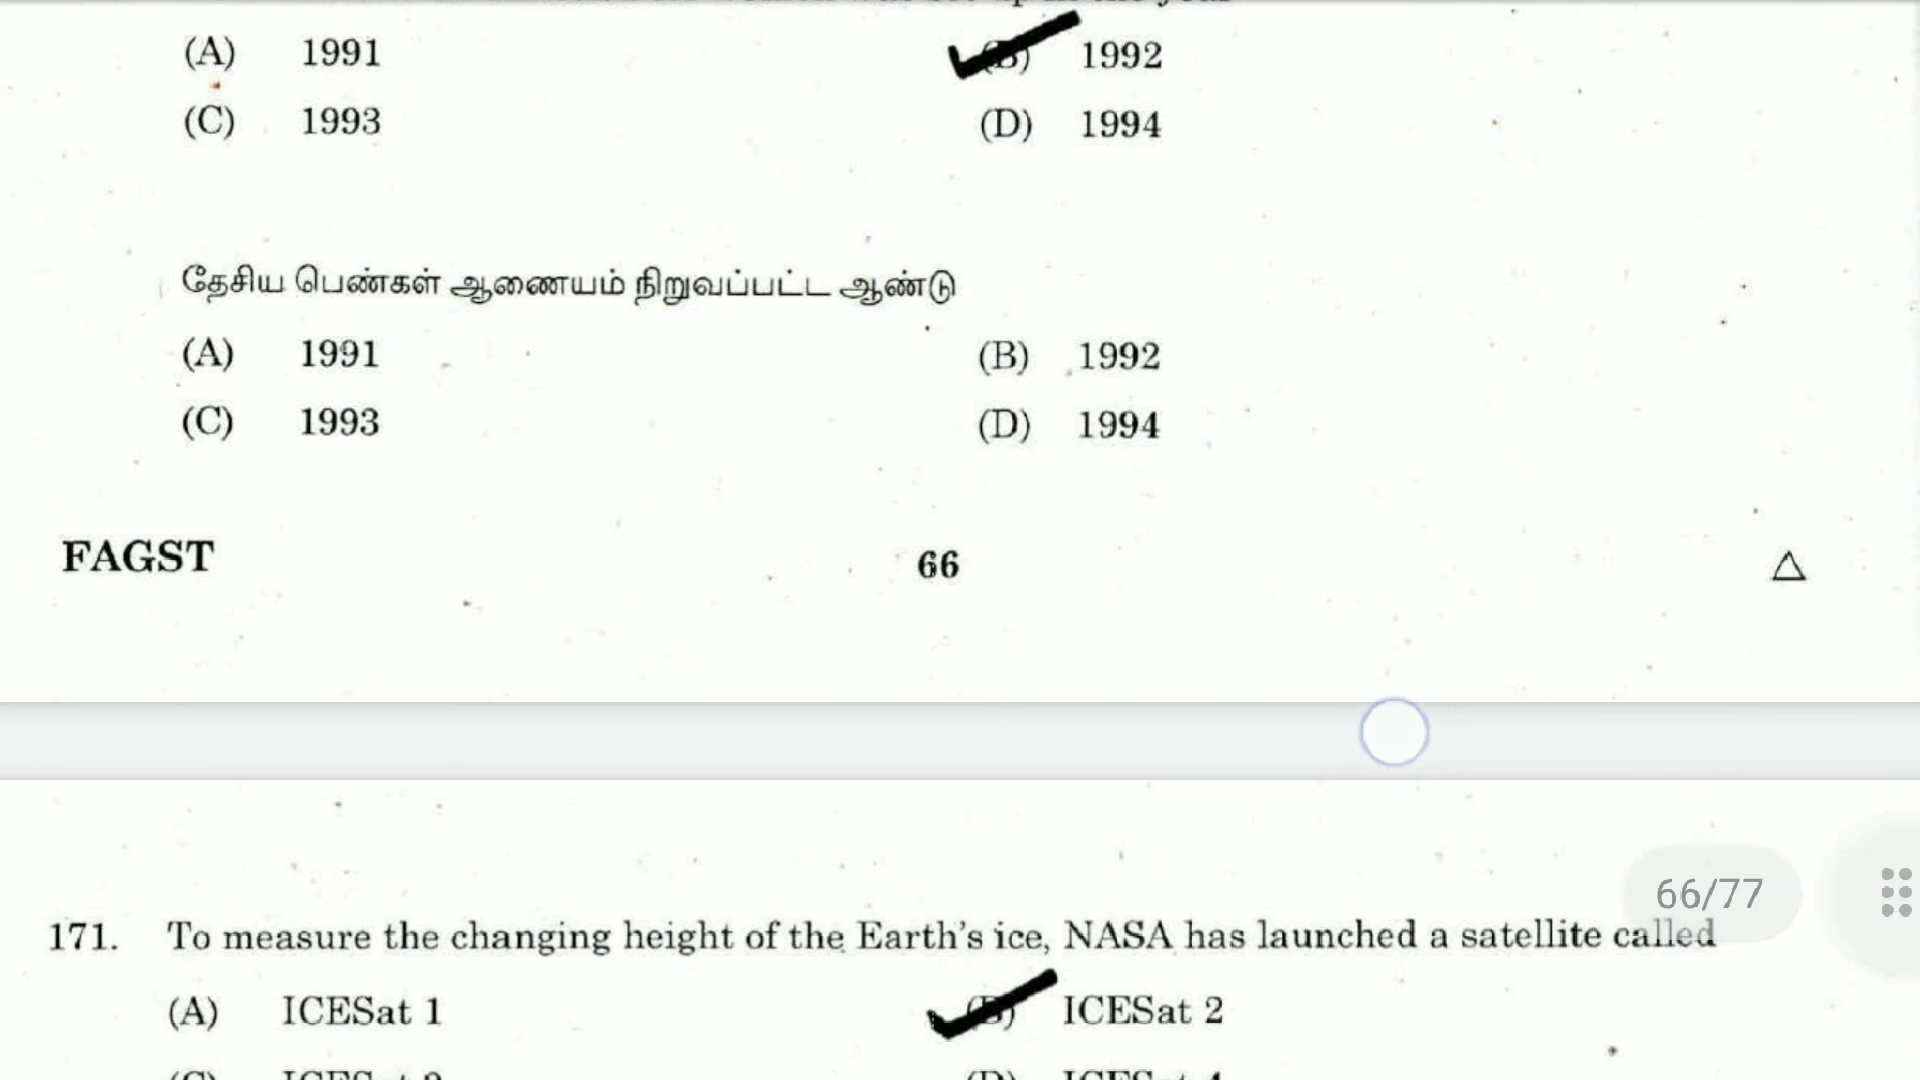 (A) 1991 (B) 1992
(C) 1993 (D) 1994
தேசிய பெண்கள் ஆணையம் நிறுவப்பட்ட ஆண்டு
(A) 1991 (B) 1992
(C) 1993 (D) 1994
FAGST 66 △
66/77
171. To measure the changing height of the Earth's ice, NASA has launched a satellite called
(A) ICESat 1 (B) ICESat 2